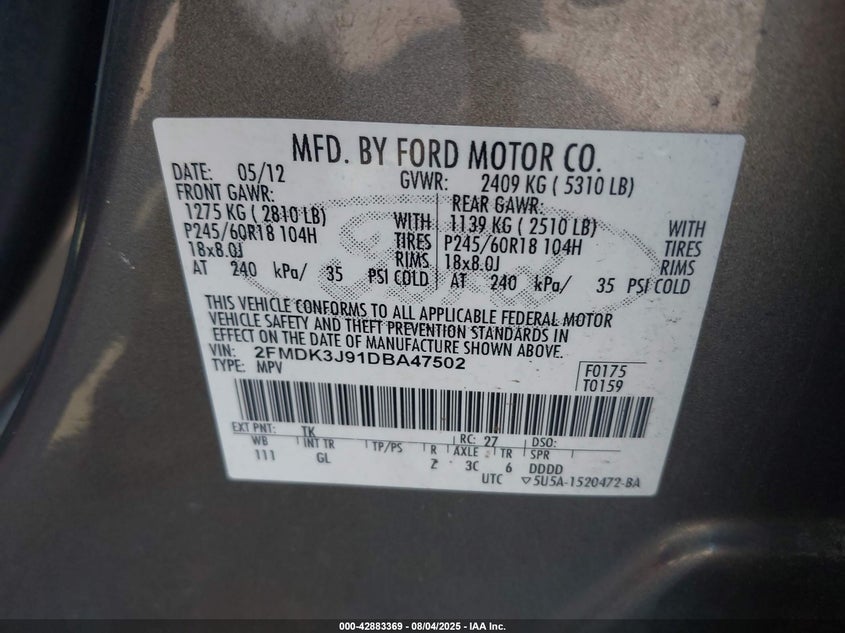 MFD. BY FORD MOTOR CO.
DATE: 05/12 GVWR: 2409 KG ( 5310 LB)
FRONT GAWR: REAR GAWR:
1275 KG ( 2810 LB) WITH 1139 KG ( 2510 LB) WITH
P245/60R18 104H TIRES P245/60R18 104H TIRES
18x8.0J RIMS 18x8.0J RIMS
AT 240 kPa/ 35 PSI COLD AT 240 kPa/ 35 PSI COLD
THIS VEHICLE CONFORMS TO ALL APPLICABLE FEDERAL MOTOR
VEHICLE SAFETY AND THEFT PREVENTION STANDARDS IN
EFFECT ON THE DATE OF MANUFACTURE SHOWN ABOVE.
VIN: 2FMDK3J91DBA47502
TYPE: MPV
F0175
T0159
EXT PNT: TK RC: 27 DSO:
WB INT TR TP/PS R AXLE TR SPR
111 GL 2 3C 6 DDDD
UTC ▽5U5A-1520472-BA
000-42883369 - 08/04/2025 - IAA Inc.